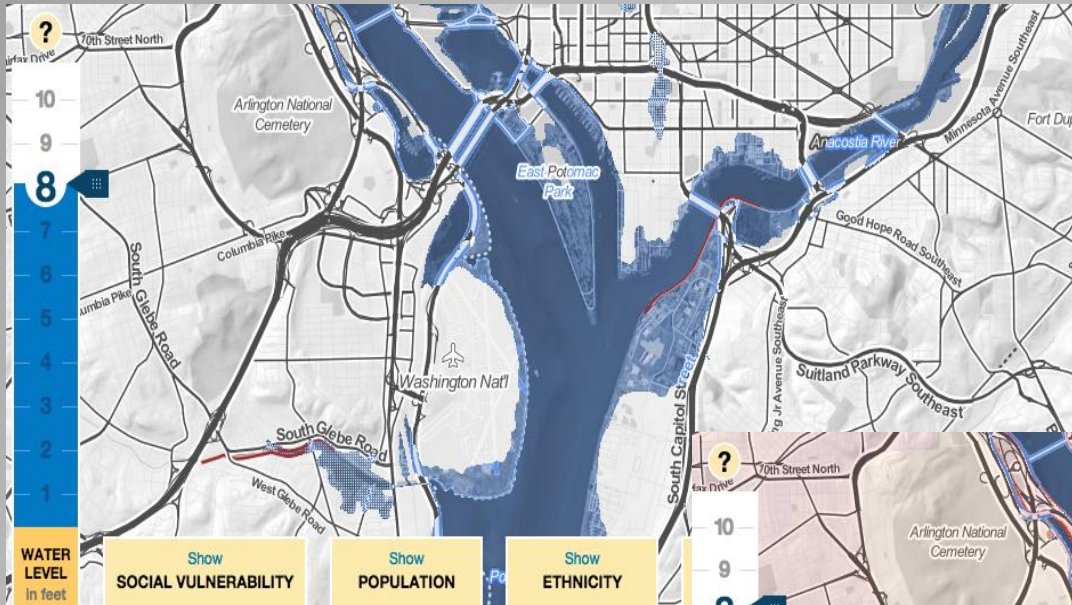 ?
70th Street North
10
9
8
7
6
5
4
3
2
1
WATER
LEVEL
in feet
Arlington National
Cemetery
Columbia Pike
South Glebe Road
East Potomac
Park
Anacostia River
Minnesota Avenue Southeast
Good Hope Road Southeast
Suitland Parkway Southeast
South Capitol Street
Washington Nat'l
South Glebe Road
West Glebe Road
Show
SOCIAL VULNERABILITY
Show
POPULATION
Show
ETHNICITY
?
70th Street North
10
9
Arlington National
Cemetery